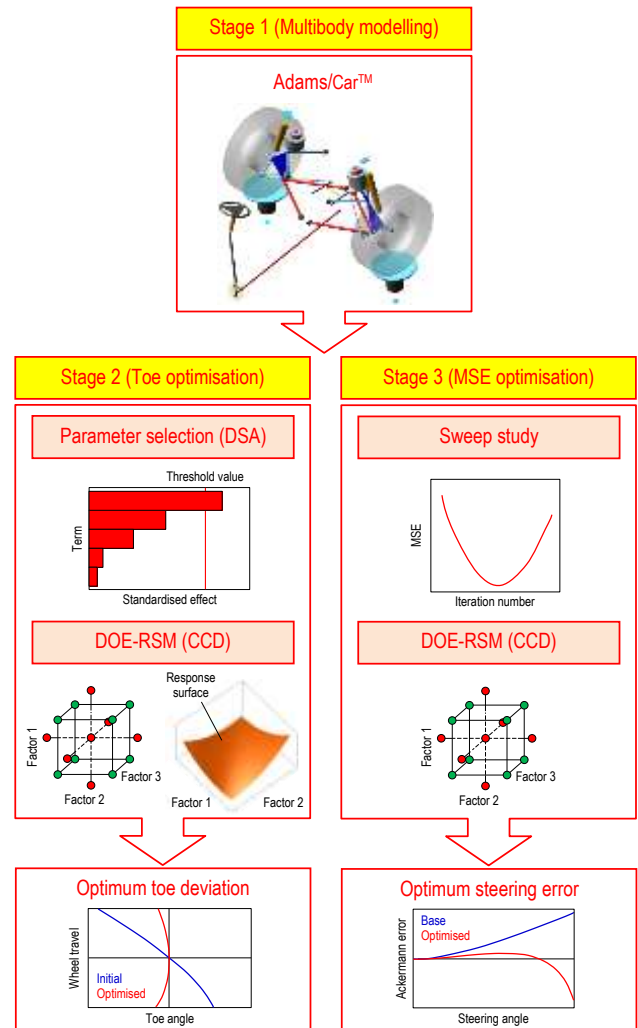 Stage 1 (Multibody modelling)
Adams/Car™
Stage 2 (Toe optimisation)
Parameter selection (DSA)
Threshold value
Term
Standardised effect
DOE-RSM (CCD)
Response
surface
Factor 1
Factor 2
Factor 3
Factor 1
Factor 2
Optimum toe deviation
Wheel travel
Initial
Optimised
Toe angle
Stage 3 (MSE optimisation)
Sweep study
MSE
Iteration number
DOE-RSM (CCD)
Factor 1
Factor 3
Factor 2
Optimum steering error
Ackermann error
Base
Optimised
Steering angle